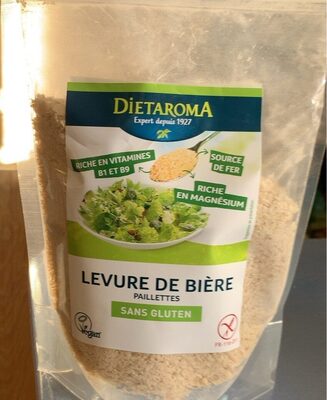 DIETAROMA
Expert depuis 1927
RICHE EN VITAMINES
B1 ET B9
SOURCE
DE FER
RICHE
EN MAGNÉSIUM
LEVURE DE BIÈRE
PAILLETTES
SANS GLUTEN
Vegan